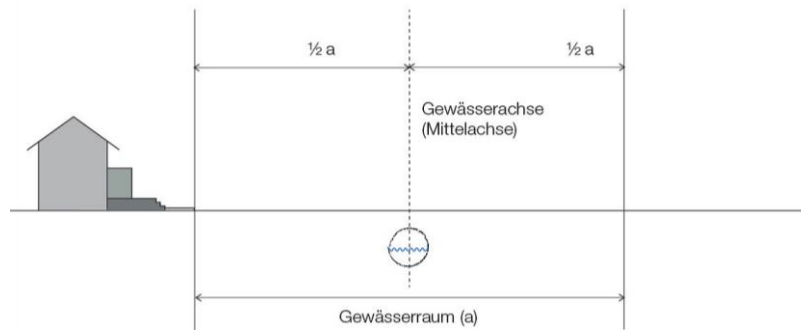 ½ a
½ a
Gewässerachse
(Mittelachse)
Gewässerraum (a)